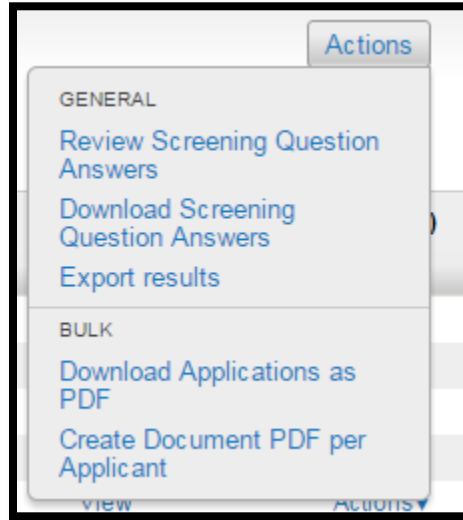 Actions
GENERAL
Review Screening Question
Answers
Download Screening
Question Answers
)
Export results
BULK
Download Applications as
PDF
Create Document PDF per
Applicant
View
Actions▼